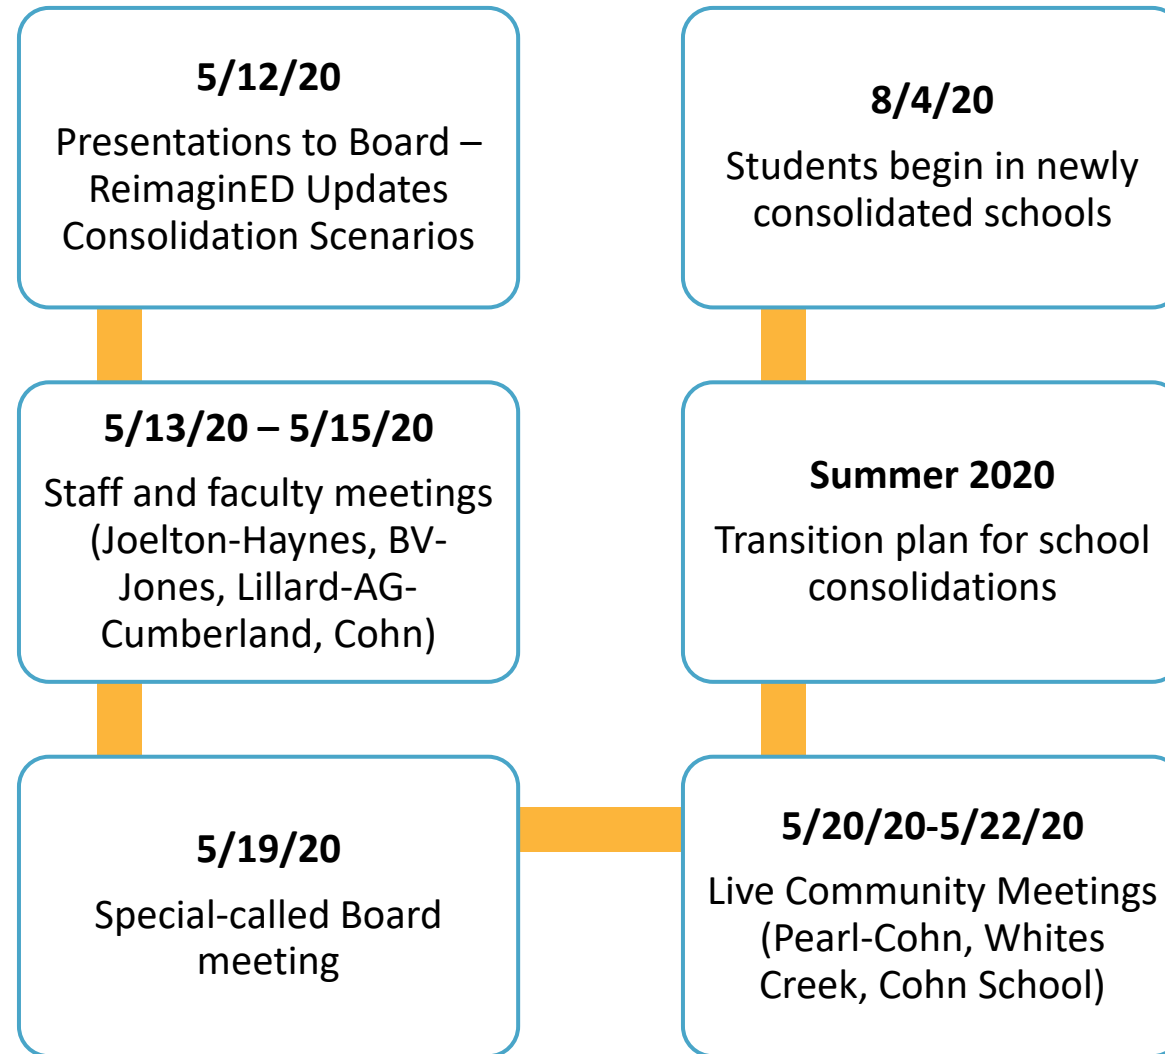 5/12/20
Presentations to Board –
ReimaginED Updates
Consolidation Scenarios
5/13/20 – 5/15/20
Staff and faculty meetings
(Joelton-Haynes, BV-
Jones, Lillard-AG-
Cumberland, Cohn)
5/19/20
Special-called Board
meeting
5/20/20-5/22/20
Live Community Meetings
(Pearl-Cohn, Whites
Creek, Cohn School)
Summer 2020
Transition plan for school
consolidations
8/4/20
Students begin in newly
consolidated schools